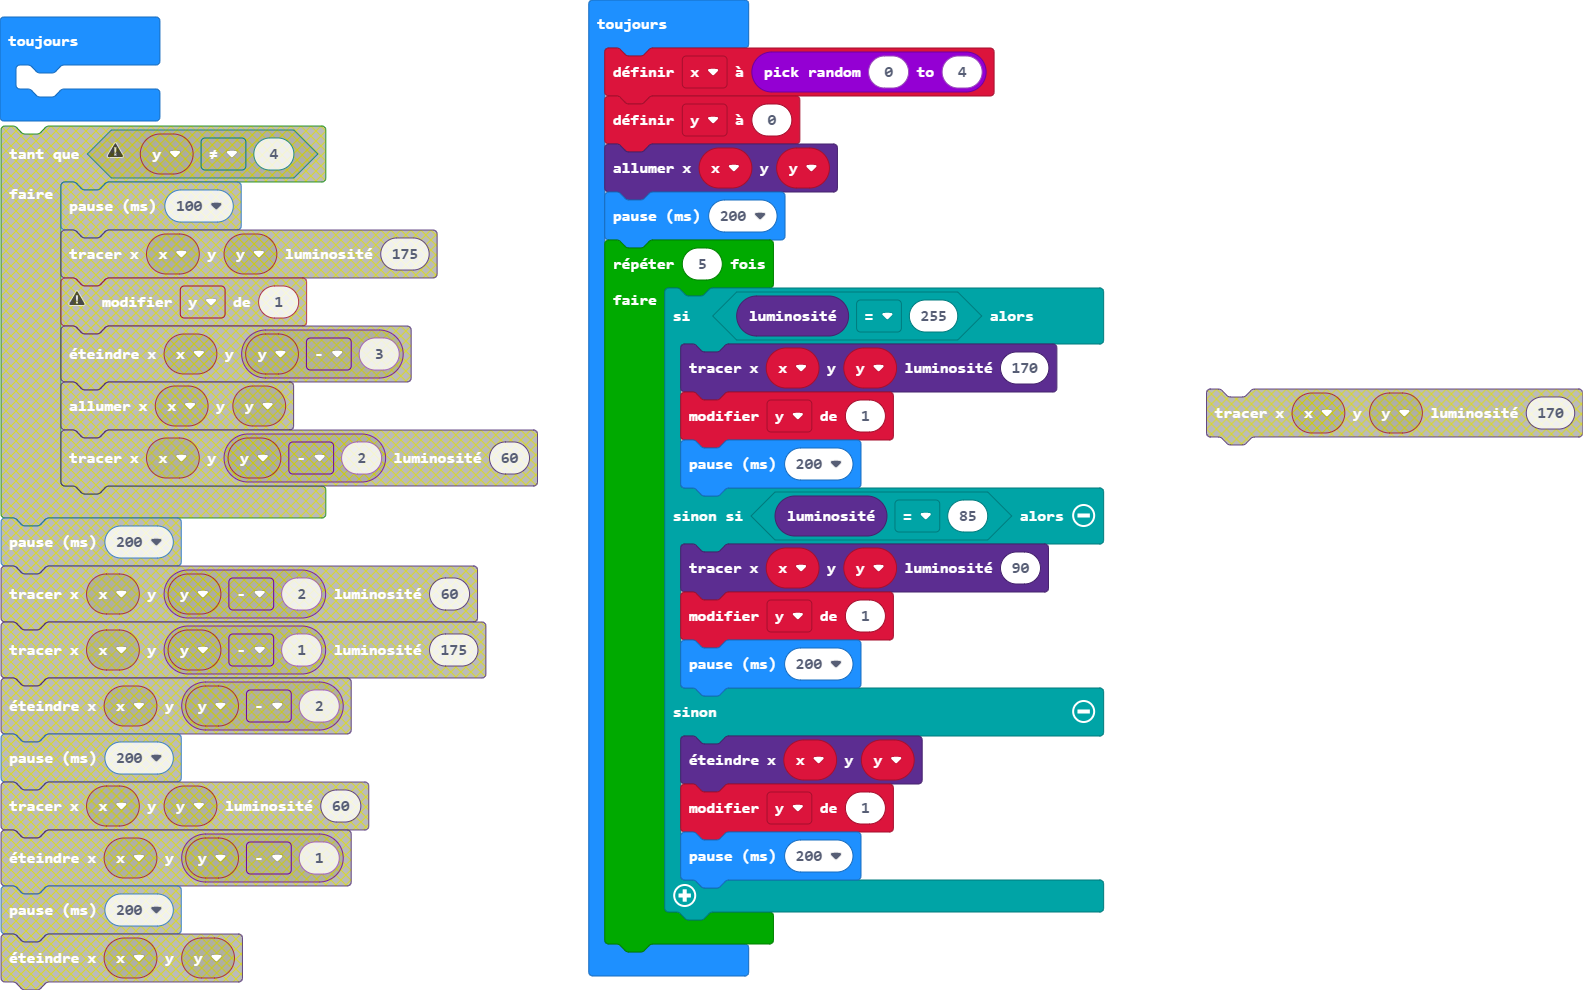 toujours
tant que y ≠ 4
faire
pause (ms) 100
tracer x x y y luminosité 175
modifier y de 1
éteindre x x y y - 3
allumer x x y y
tracer x x y y - 2 luminosité 60
pause (ms) 200
tracer x x y y - 2 luminosité 60
tracer x x y y - 1 luminosité 175
éteindre x x y y - 2
pause (ms) 200
tracer x x y y luminosité 60
éteindre x x y y - 1
pause (ms) 200
éteindre x x y y
toujours
définir x à pick random 0 to 4
définir y à 0
allumer x x y y
pause (ms) 200
répéter 5 fois
faire
si luminosité = 255 alors
tracer x x y y luminosité 170
modifier y de 1
pause (ms) 200
sinon si luminosité = 85 alors
tracer x x y y luminosité 90
modifier y de 1
pause (ms) 200
sinon
éteindre x x y y
modifier y de 1
pause (ms) 200
tracer x x y y luminosité 170